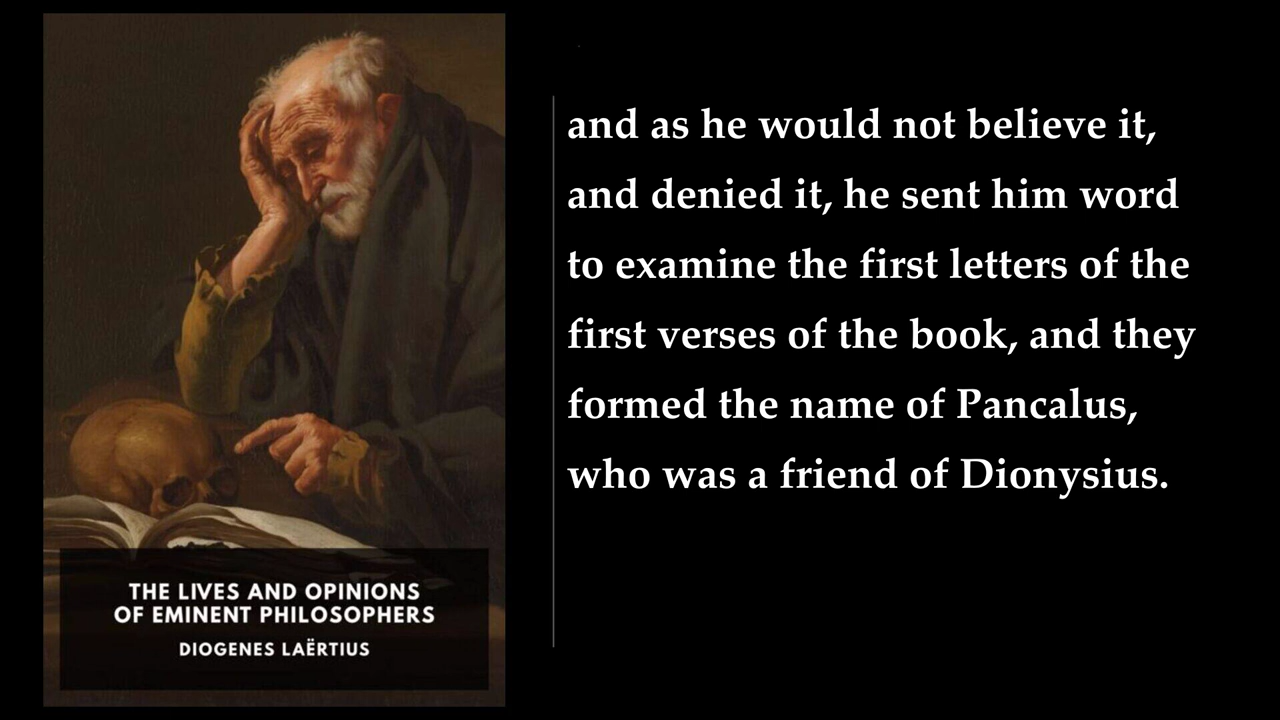 and as he would not believe it,
and denied it, he sent him word
to examine the first letters of the
first verses of the book, and they
formed the name of Pancalus,
who was a friend of Dionysius.
THE LIVES AND OPINIONS
OF EMINENT PHILOSOPHERS
DIOGENES LAËRTIUS